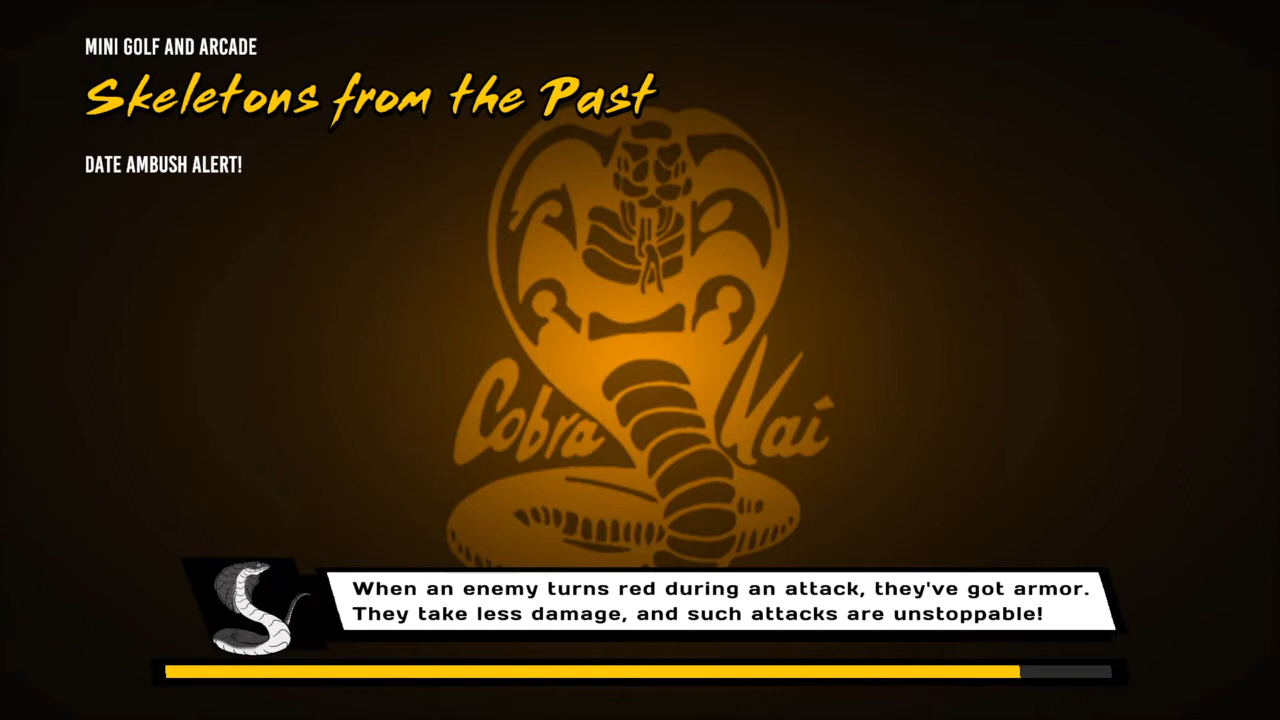 MINI GOLF AND ARCADE
Skeletons from the Past
DATE AMBUSH ALERT!
Cobra Kai
When an enemy turns red during an attack, they've got armor.
They take less damage, and such attacks are unstoppable!